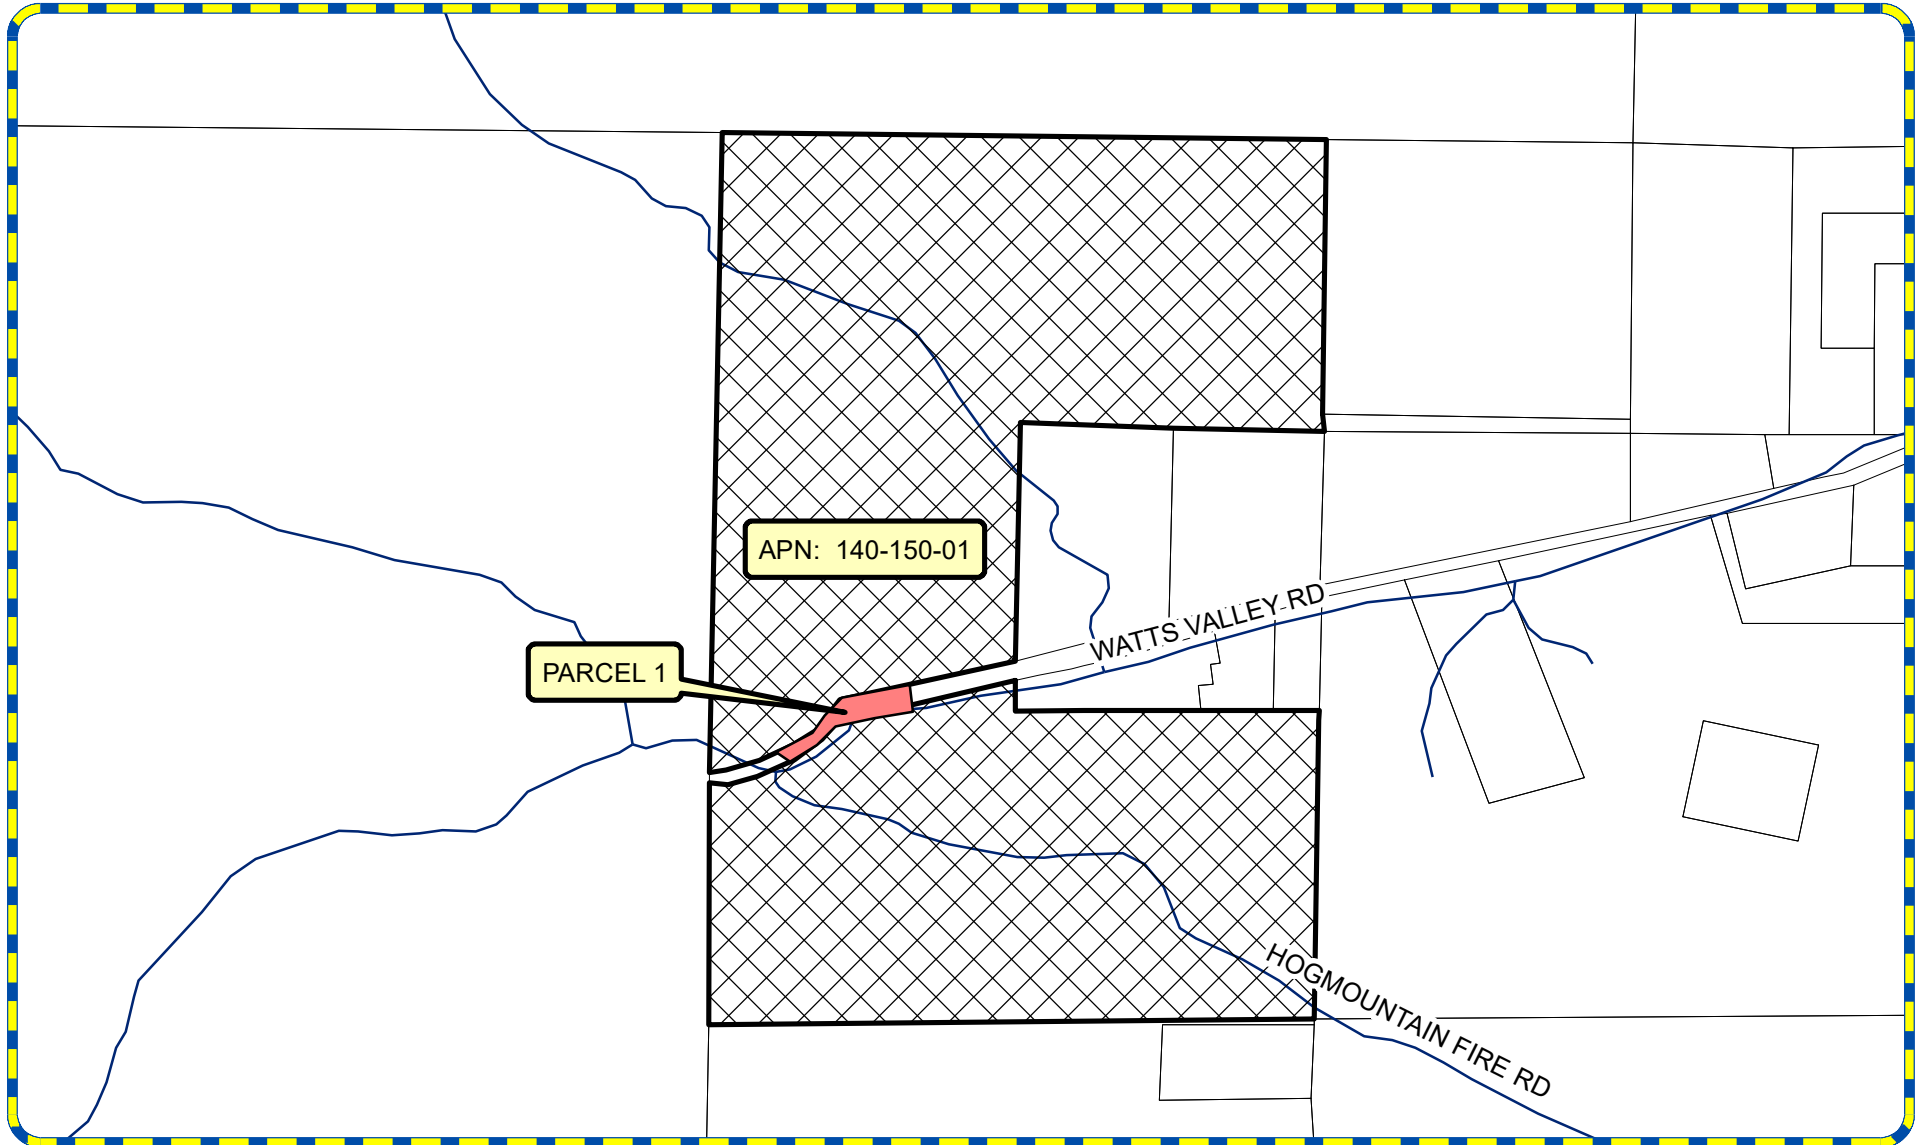 APN: 140-150-01
WATTS VALLEY RD
PARCEL 1
HOGMOUNTAIN FIRE RD